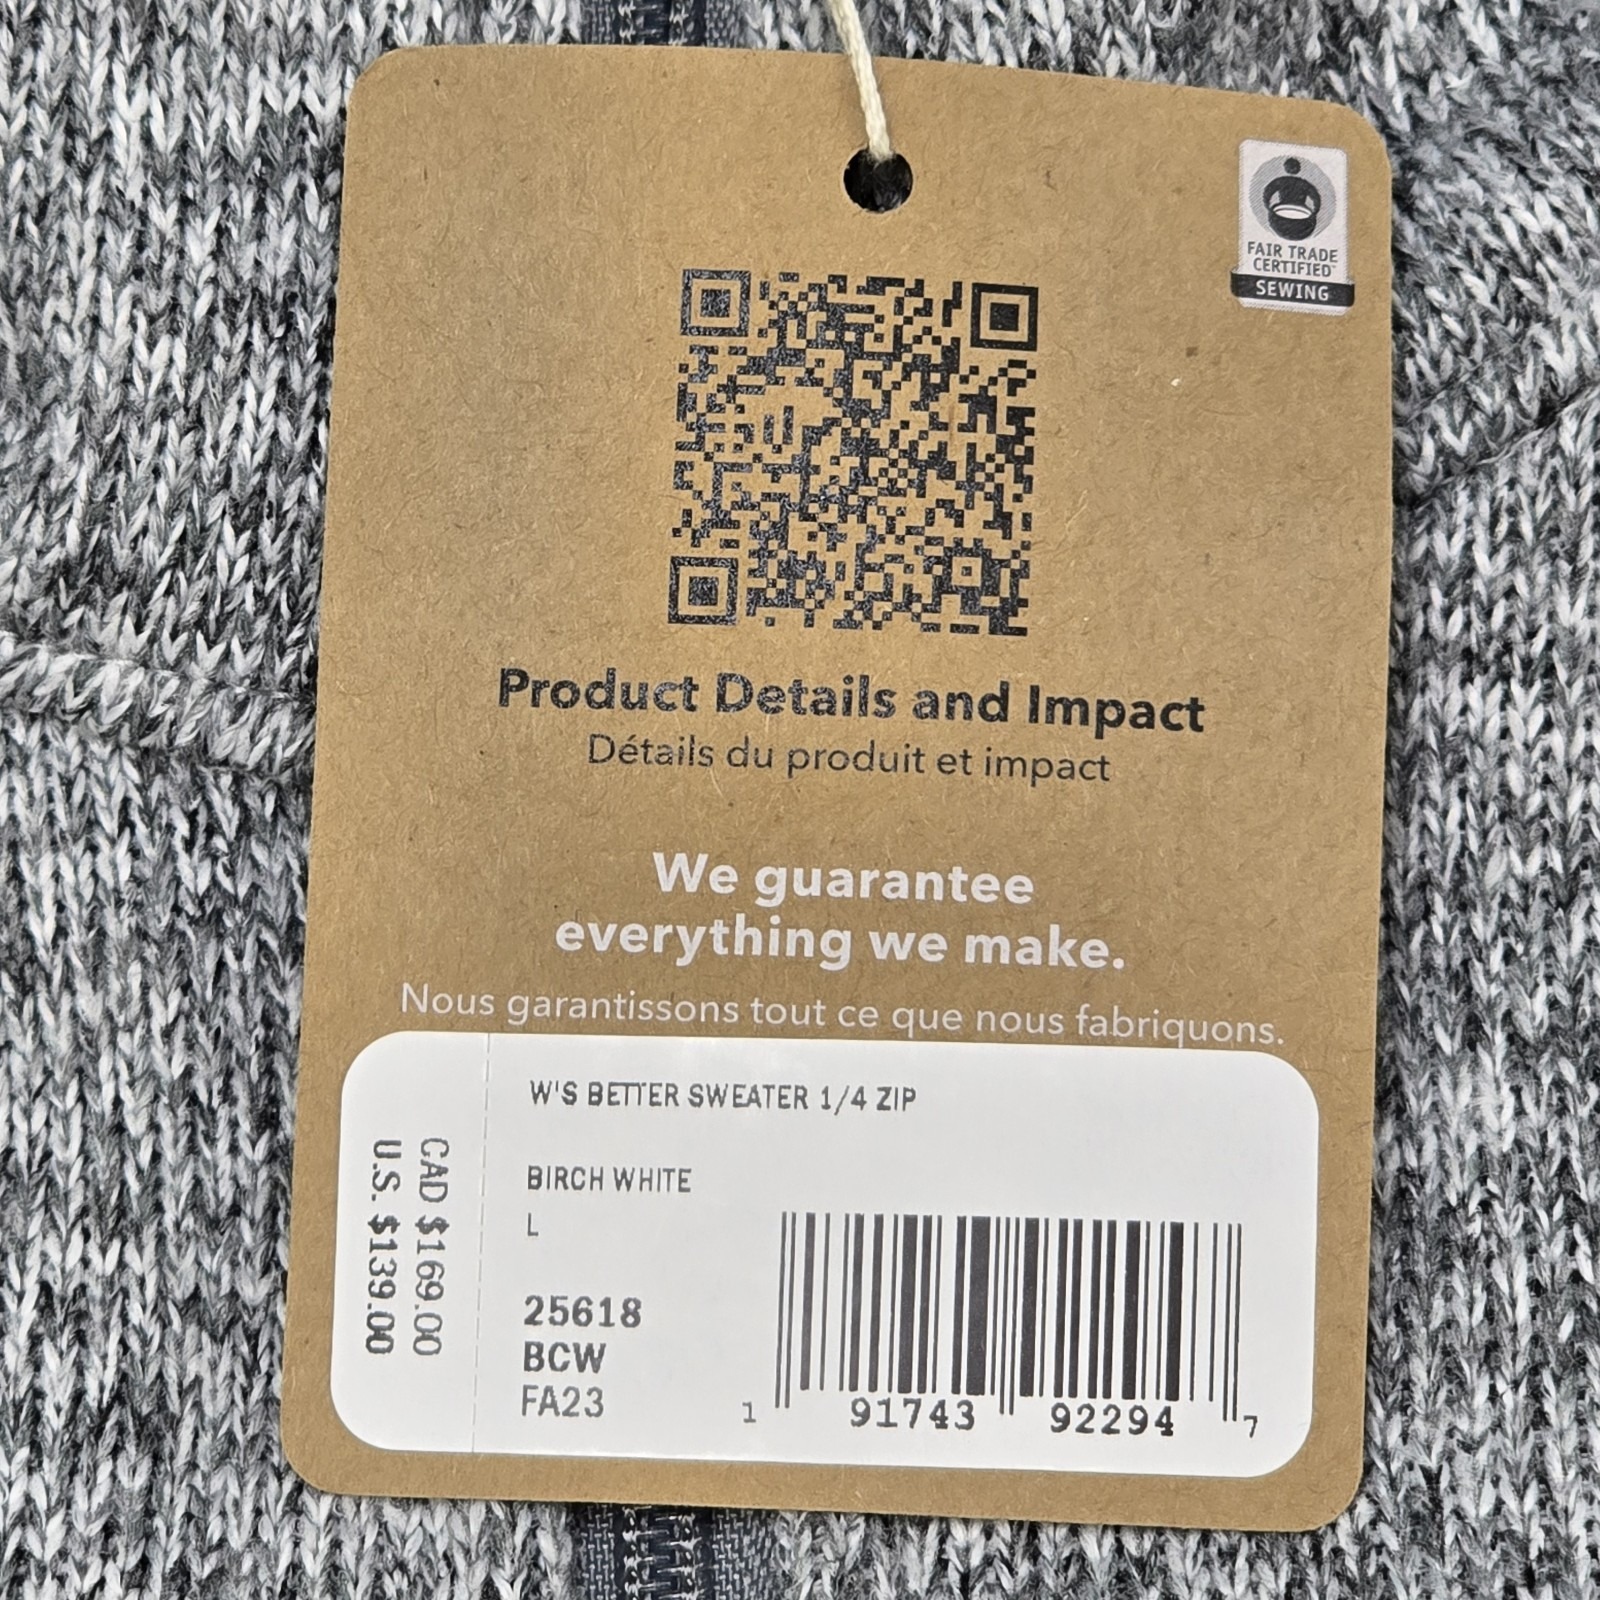 FAIR TRADE
CERTIFIED™
SEWING
Product Details and Impact
Détails du produit et impact
We guarantee
everything we make.
Nous garantissons tout ce que nous fabriquons.
W'S BETTER SWEATER 1/4 ZIP
BIRCH WHITE
L
25618
BCW
FA23
CAD $169.00
U.S. $139.00
1 91743 92294 7